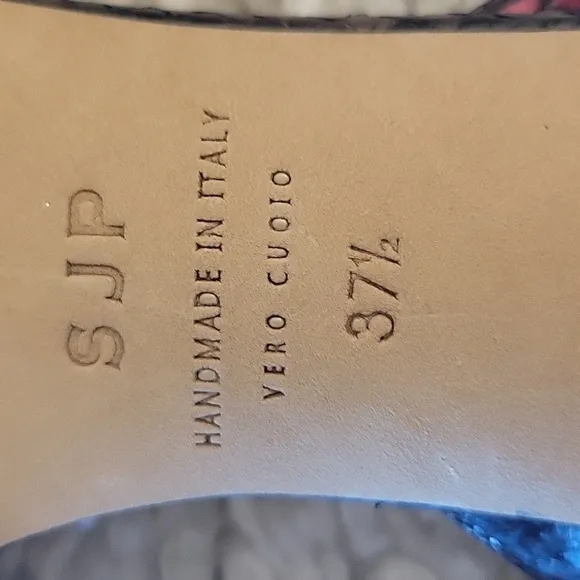 SJP
HANDMADE IN ITALY
VERO CUOIO
37½